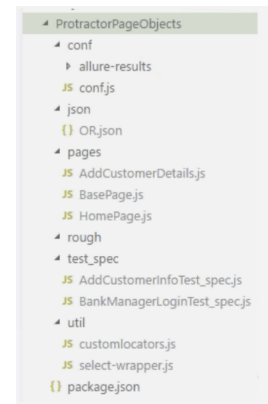 ProtractorPageObjects
conf
allure-results
JS conf.js
json
{} OR.json
pages
JS AddCustomerDetails.js
JS BasePage.js
JS HomePage.js
rough
test_spec
JS AddCustomerInfoTest_spec.js
JS BankManagerLoginTest_spec.js
util
JS customlocators.js
JS select-wrapper.js
{} package.json